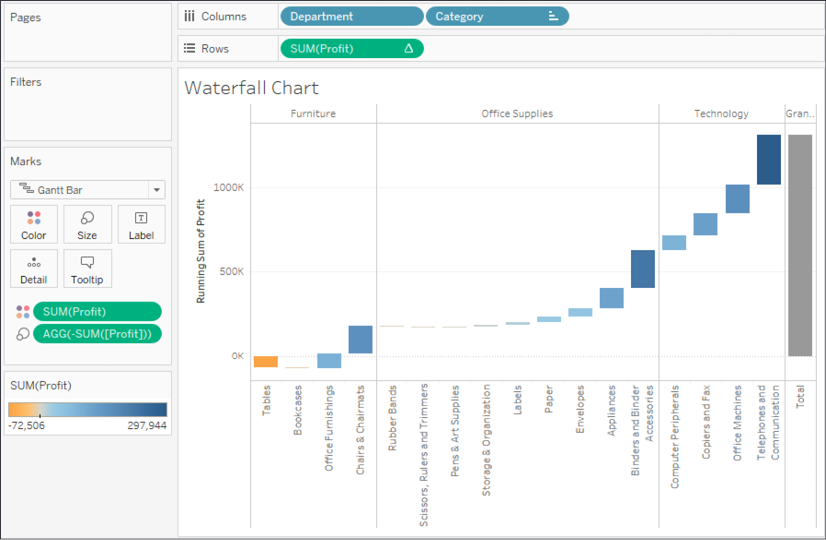 Pages
Columns
Department
Category
Rows
SUM(Profit)
Filters
Marks
Gantt Bar
Color
Size
Label
Detail
Tooltip
SUM(Profit)
AGG(-SUM([Profit]))
SUM(Profit)
-72,506
297,944
Waterfall Chart
Furniture
Office Supplies
Technology
Gran..
Running Sum of Profit
1000K
500K
0K
Tables
Bookcases
Office Furnishings
Chairs & Chairmats
Rubber Bands
Scissors, Rulers and Trimmers
Pens & Art Supplies
Storage & Organization
Labels
Paper
Envelopes
Appliances
Binders and Binder
Accessories
Computer Peripherals
Copiers and Fax
Office Machines
Telephones and
Communication
Total